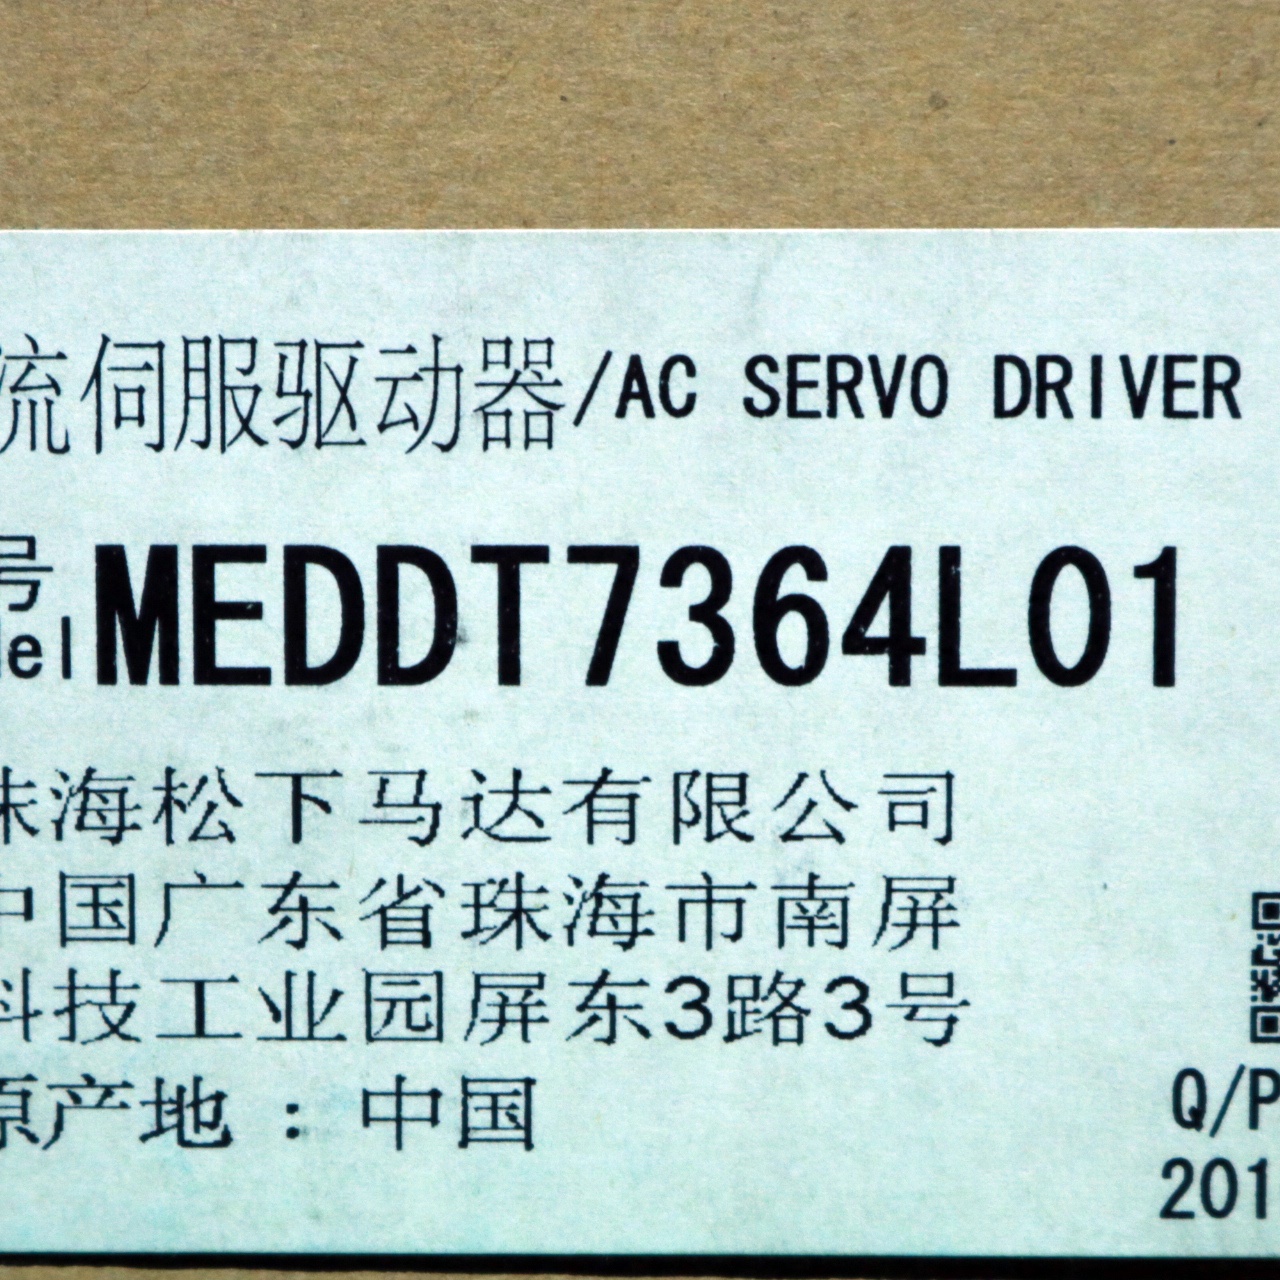 流伺服驱动器/AC SERVO DRIVER
号
del MEDDT7364L01
珠海松下马达有限公司
中国广东省珠海市南屏
科技工业园屏东3路3号
原产地：中国
Q/P
201